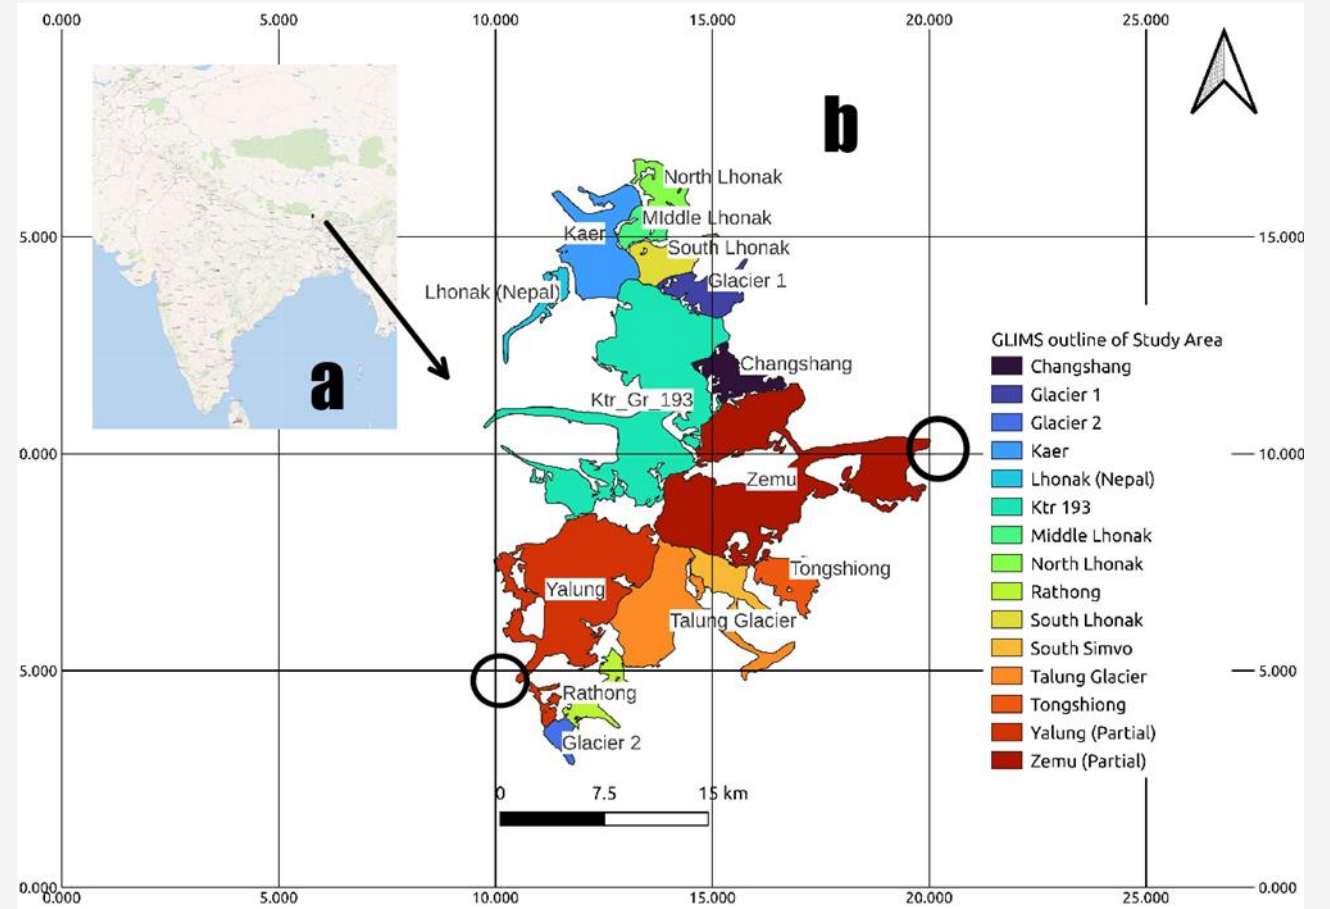 0.000 5.000 10.000 15.000 20.000 25.000
b
North Lhonak
MIddle Lhonak
5.000 Kaer 15.000
South Lhonak
Glacier 1
Lhonak (Nepal)
GLIMS outline of Study Area
a
Changshang
Ktr_Gr_193
0.000 10.000
Zemu
Tongshiong
Yalung
Talung Glacier
5.000 5.000
Rathong
Glacier 2
0 7.5 15 km
Changshang
Glacier 1
Glacier 2
Kaer
Lhonak (Nepal)
Ktr 193
Middle Lhonak
North Lhonak
Rathong
South Lhonak
South Simvo
Talung Glacier
Tongshiong
Yalung (Partial)
Zemu (Partial)
0.000 0.000
0.000 5.000 10.000 15.000 20.000 25.000